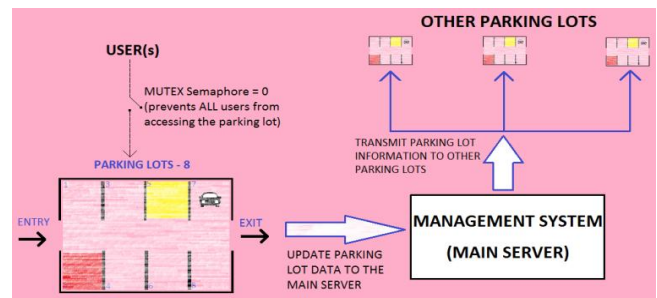 OTHER PARKING LOTS
USER(s)
MUTEX Semaphore = 0
(prevents ALL users from
accessing the parking lot)
PARKING LOTS - 8
TRANSMIT PARKING LOT
INFORMATION TO OTHER
PARKING LOTS
ENTRY
EXIT
MANAGEMENT SYSTEM
(MAIN SERVER)
UPDATE PARKING
LOT DATA TO THE
MAIN SERVER